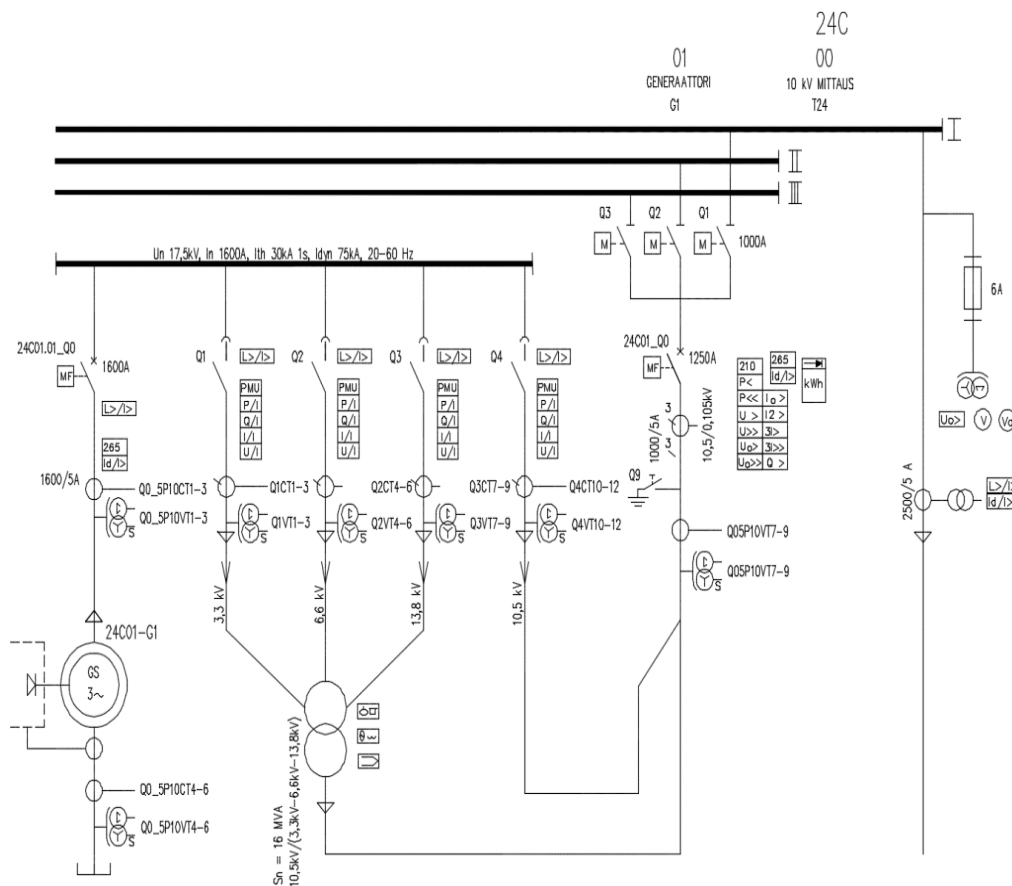 24C
01
00
GENERAATTORI
10 kV MITTAUS
G1
T24
I
II
III
Q3
Q2
Q1
M
M
M
1000A
Un 17,5kV, In 1600A, Ith 30kA 1s, Idyn 75kA, 20-60 Hz
6A
24C01.01_Q0
1600A
MF
Q1
L>/I>
Q2
L>/I>
Q3
L>/I>
Q4
L>/I>
24C01_Q0
1250A
MF
L>/I>
PMU
P/I
Q/I
I/I
U/I
PMU
P/I
Q/I
I/I
U/I
PMU
P/I
Q/I
I/I
U/I
PMU
P/I
Q/I
I/I
U/I
210
P<
P<<
U >
U>>
Uo>
Uo>>
265
Id/I>
Io >
I2 >
3I>
3I>>
Q >
kWh
3
3
1000/5A
10,5/0,105kV
Uo>
V
265
Id/I>
1600/5A
Q0_5P10CT1-3
Q0_5P10VT1-3
S
Q1CT1-3
Q1VT1-3
S
Q2CT4-6
Q2VT4-6
S
Q3CT7-9
Q3VT7-9
S
Q4CT10-12
Q4VT10-12
S
Q9
Q05P10VT7-9
Q05P10VT7-9
S
2500/5 A
L>/I>
Id/I>
3,3 kV
6,6 kV
13,8 kV
10,5 kV
24C01-G1
GS
3~
Q0_5P10CT4-6
Q0_5P10VT4-6
S
Sn = 16 MVA
10,5kV/(3,3kV-6,6kV-13,8kV)